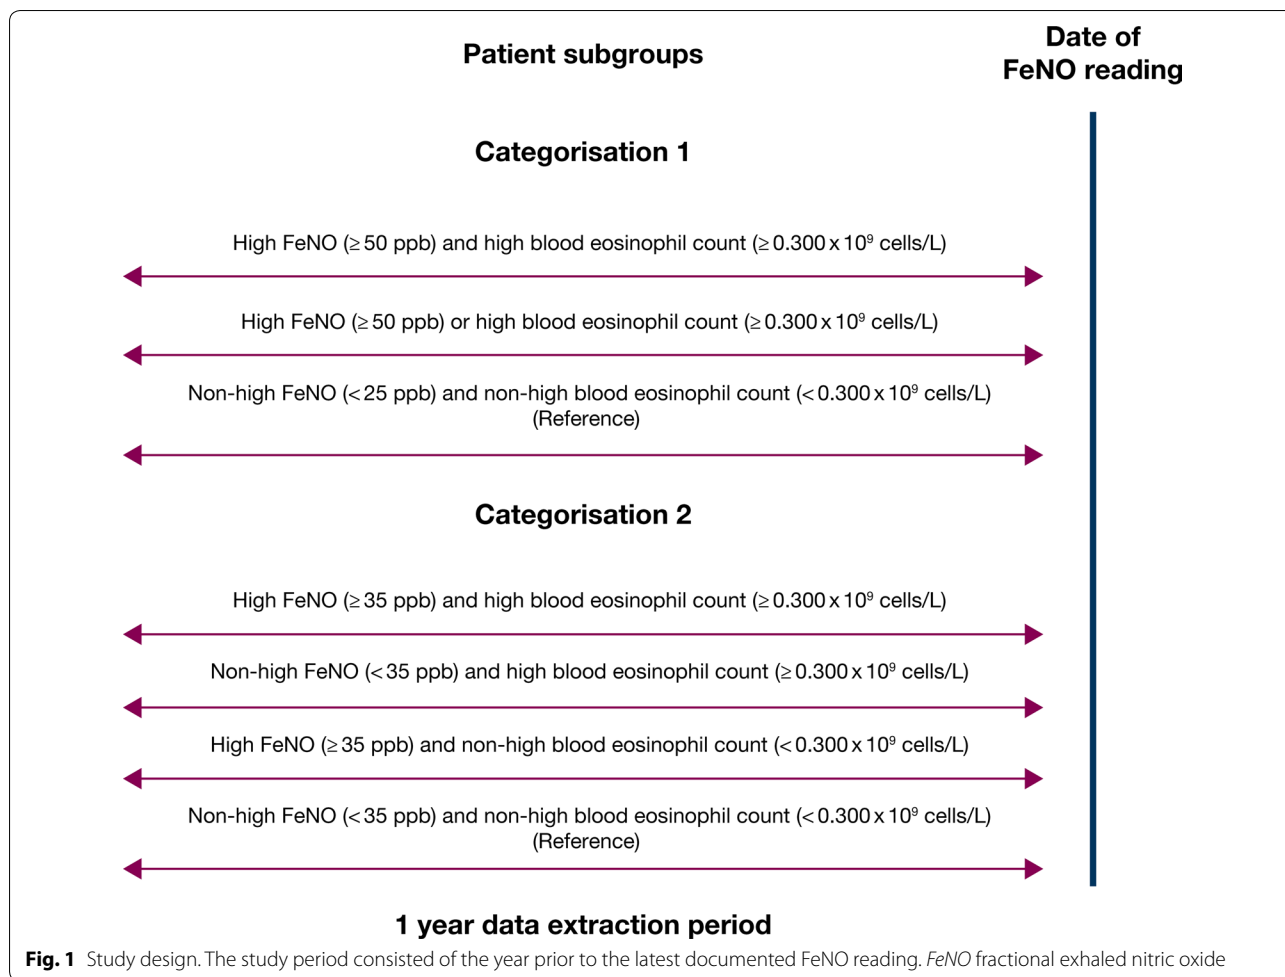 Patient subgroups
Date of
FeNO reading
Categorisation 1
High FeNO (≥ 50 ppb) and high blood eosinophil count (≥ 0.300 x 10⁹ cells/L)
High FeNO (≥ 50 ppb) or high blood eosinophil count (≥ 0.300 x 10⁹ cells/L)
Non-high FeNO (< 25 ppb) and non-high blood eosinophil count (< 0.300 x 10⁹ cells/L)
(Reference)
Categorisation 2
High FeNO (≥ 35 ppb) and high blood eosinophil count (≥ 0.300 x 10⁹ cells/L)
Non-high FeNO (< 35 ppb) and high blood eosinophil count (≥ 0.300 x 10⁹ cells/L)
High FeNO (≥ 35 ppb) and non-high blood eosinophil count (< 0.300 x 10⁹ cells/L)
Non-high FeNO (< 35 ppb) and non-high blood eosinophil count (< 0.300 x 10⁹ cells/L)
(Reference)
1 year data extraction period
Fig. 1 Study design. The study period consisted of the year prior to the latest documented FeNO reading. FeNO fractional exhaled nitric oxide